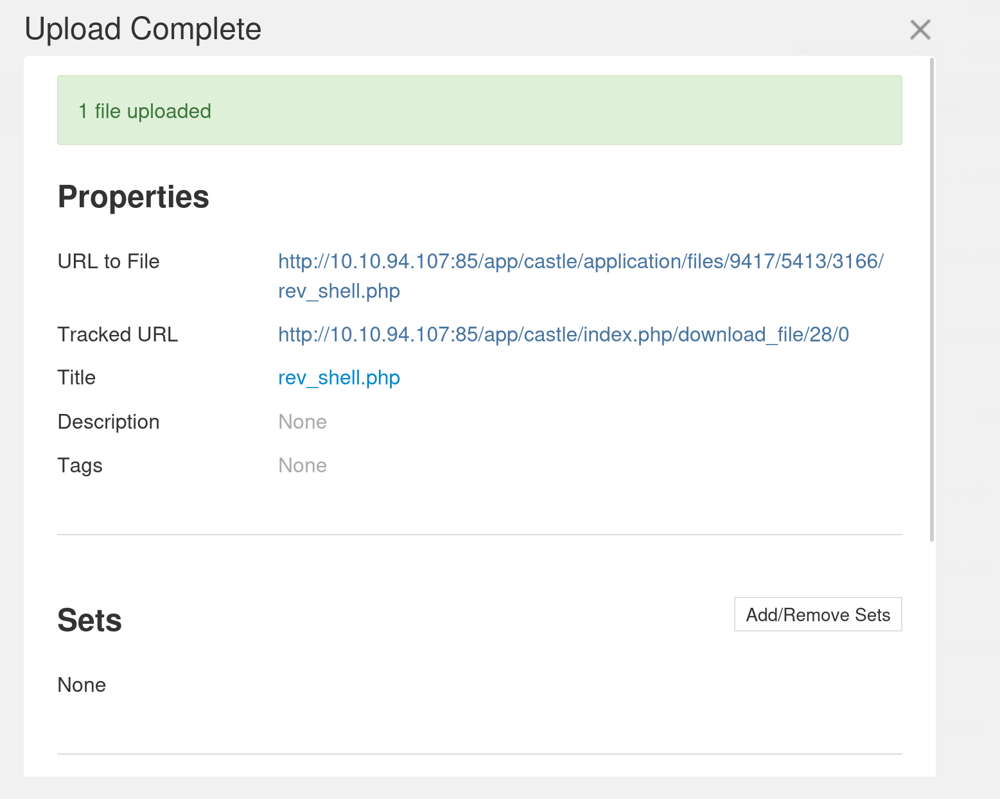 Upload Complete
1 file uploaded
Properties
URL to File
http://10.10.94.107:85/app/castle/application/files/9417/5413/3166/
rev_shell.php
Tracked URL
http://10.10.94.107:85/app/castle/index.php/download_file/28/0
Title
rev_shell.php
Description
None
Tags
None
Sets
Add/Remove Sets
None